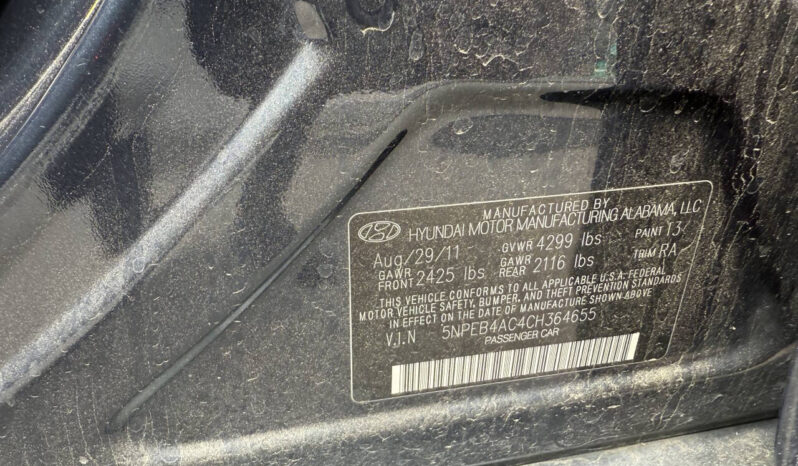 MANUFACTURED BY
HYUNDAI MOTOR MANUFACTURING ALABAMA, LLC
Aug/29/11 GVWR 4299 lbs PAINT T3
GAWR FRONT 2425 lbs GAWR REAR 2116 lbs TRIM RA
THIS VEHICLE CONFORMS TO ALL APPLICABLE U.S.A. FEDERAL
MOTOR VEHICLE SAFETY, BUMPER, AND THEFT PREVENTION STANDARDS
IN EFFECT ON THE DATE OF MANUFACTURE SHOWN ABOVE
V.I.N 5NPEB4AC4CH364655
PASSENGER CAR